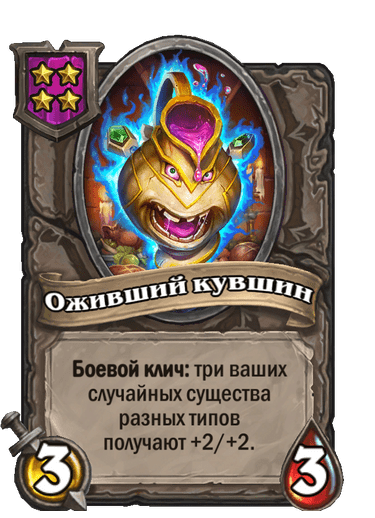 Оживший кувшин
Боевой клич: три ваших
случайных существа
разных типов
получают +2/+2.
3
3